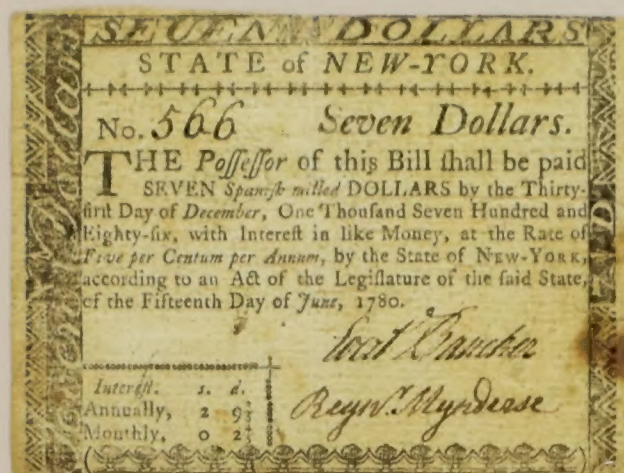 SEVEN DOLLARS
STATE of NEW-YORK.
No. 566 Seven Dollars.
THE Poſſeſſor of this Bill ſhall be paid
SEVEN Spaniſh milled DOLLARS by the Thirty-
firſt Day of December, One Thouſand Seven Hundred and
Eighty-ſix, with Intereſt in like Money, at the Rate of
Five per Centum per Annum, by the State of NEW-YORK,
according to an Act of the Legiſlature of the ſaid State,
of the Fifteenth Day of June, 1780.
Reynr. Mynderse
Intereſt. s. d.
Annually, 2 9
Monthly, 0 2